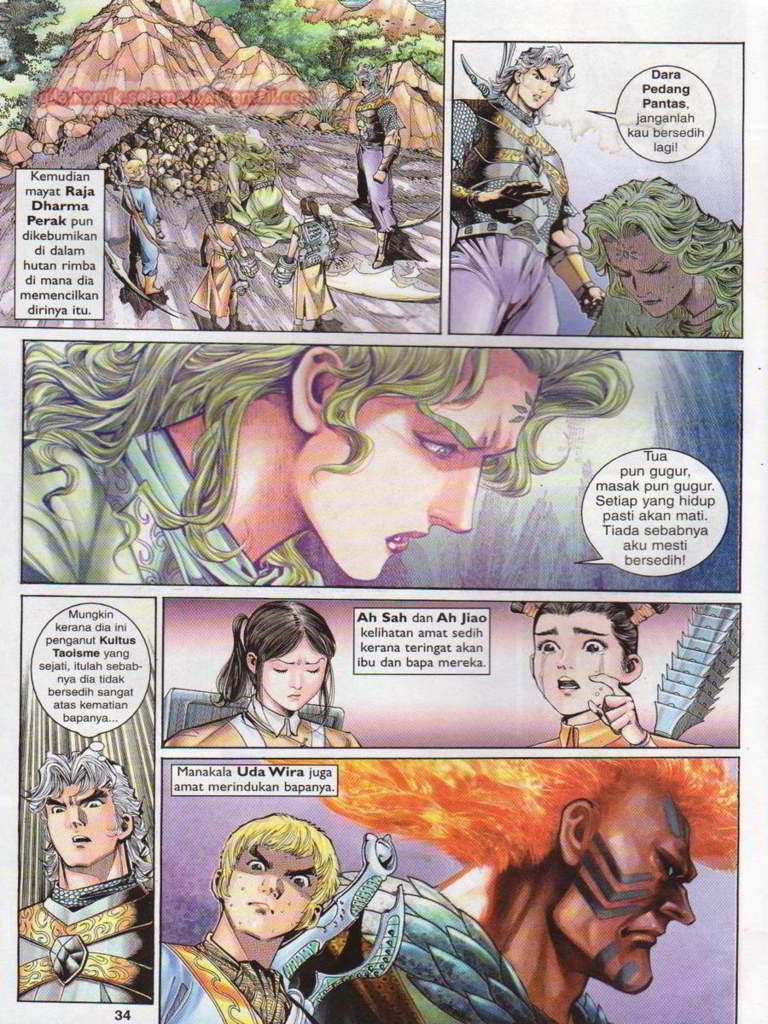 Kemudian
mayat Raja
Dharma
Perak pun
dikebumikan
di dalam
hutan rimba
di mana dia
memencilkan
dirinya itu.
Dara
Pedang
Pantas,
janganlah
kau bersedih
lagi!
Tua
pun gugur,
masak pun gugur.
Setiap yang hidup
pasti akan mati.
Tiada sebabnya
aku mesti
bersedih!
Mungkin
kerana dia ini
penganut Kultus
Taoisme yang
sejati, itulah sebab-
nya dia tidak
bersedih sangat
atas kematian
bapanya...
Ah Sah dan Ah Jiao
kelihatan amat sedih
kerana teringat akan
ibu dan bapa mereka.
Manakala Uda Wira juga
amat merindukan bapanya.
34